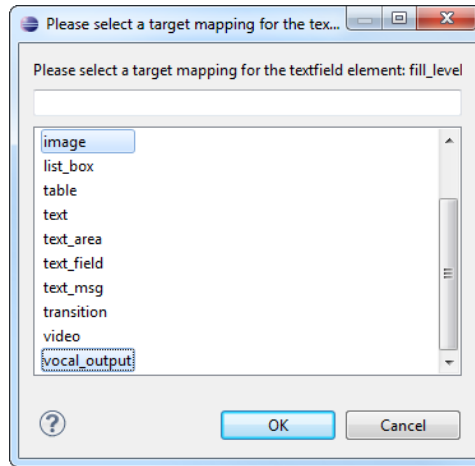 Please select a target mapping for the tex...
Please select a target mapping for the textfield element: fill_level
image
list_box
table
text
text_area
text_field
text_msg
transition
video
vocal_output
?
OK
Cancel